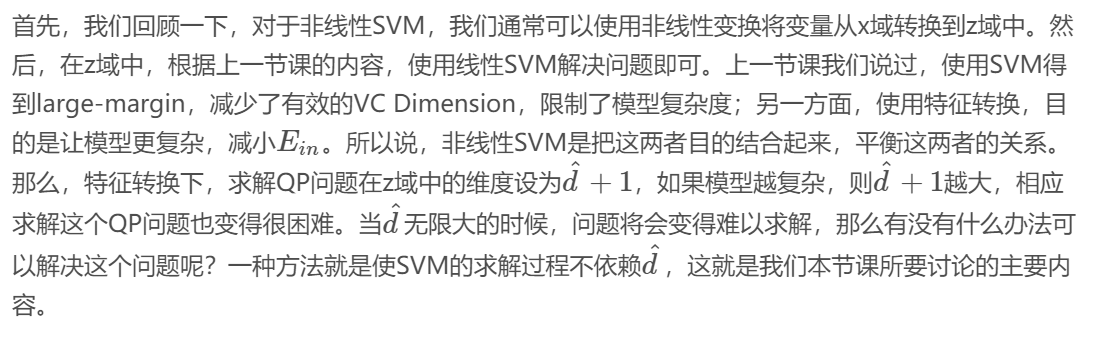 首先，我们回顾一下，对于非线性SVM，我们通常可以使用非线性变换将变量从x域转换到z域中。然
后，在z域中，根据上一节课的内容，使用线性SVM解决问题即可。上一节课我们说过，使用SVM得
到large-margin，减少了有效的VC Dimension，限制了模型复杂度；另一方面，使用特征转换，目
的是让模型更复杂，减小$E_{in}$。所以说，非线性SVM是把这两者目的结合起来，平衡这两者的关系。
那么，特征转换下，求解QP问题在z域中的维度设为$\hat{d}+1$，如果模型越复杂，则$\hat{d}+1$越大，相应
求解这个QP问题也变得很困难。当$\hat{d}$无限大的时候，问题将会变得难以求解，那么有没有什么办法可
以解决这个问题呢？一种方法就是使SVM的求解过程不依赖$\hat{d}$，这就是我们本节课所要讨论的主要内
容。